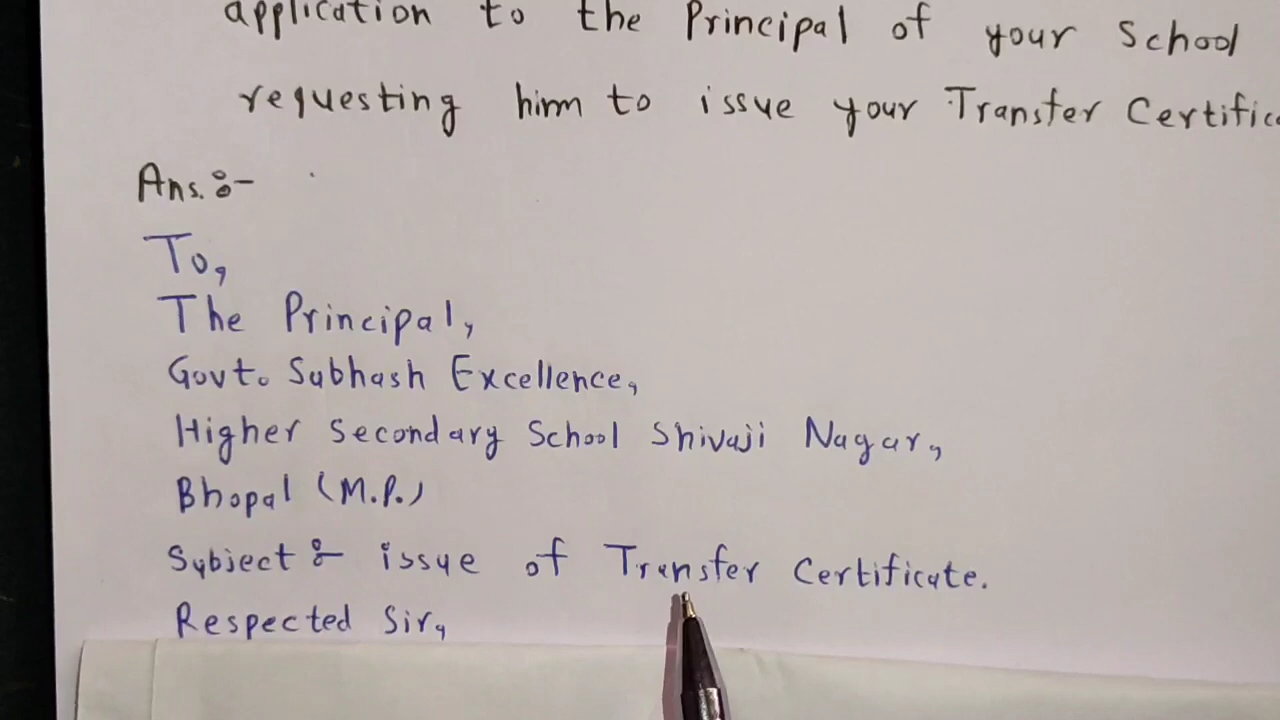 application to the Principal of your School
requesting him to issue your Transfer Certific
Ans.:-
To,
The Principal,
Govt. Subhash Excellence,
Higher Secondary School Shivaji Nagar,
Bhopal (M.P.)
Subject :- issue of Transfer Certificate.
Respected Sir,